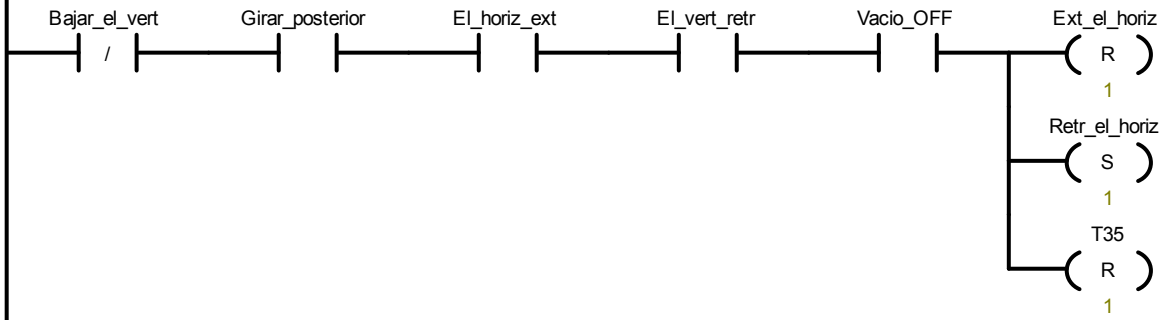 Bajar_el_vert Girar_posterior El_horiz_ext El_vert_retr Vacio_OFF Ext_el_horiz
/ R
1
Retr_el_horiz
S
1
T35
R
1